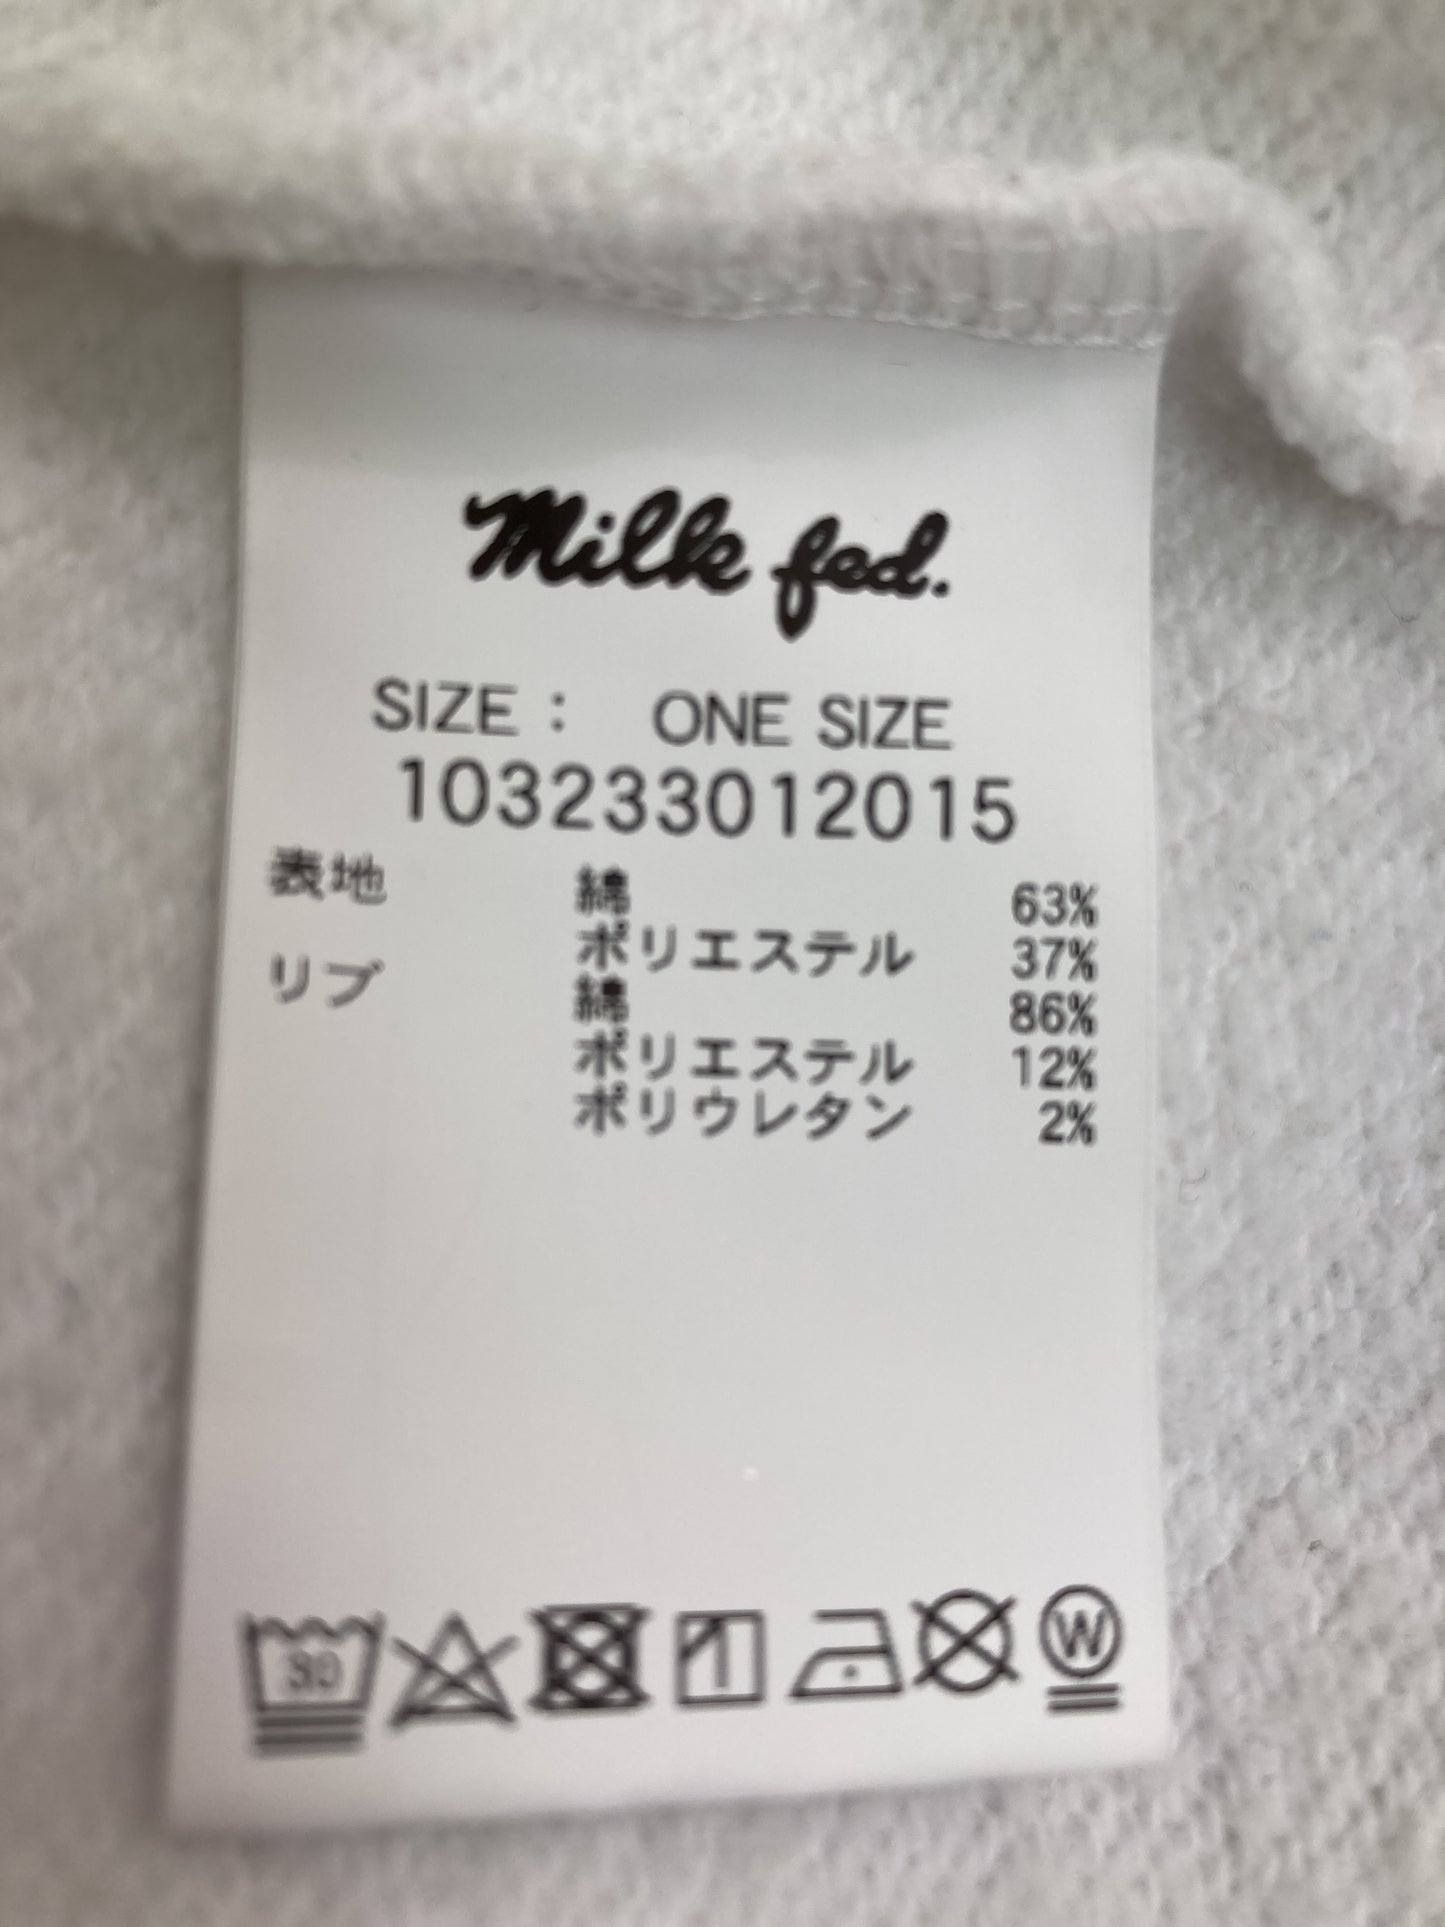 Milk fed.
SIZE : ONE SIZE
103233012015
表地 綿 63%
ポリエステル 37%
リブ 綿 86%
ポリエステル 12%
ポリウレタン 2%
30
W